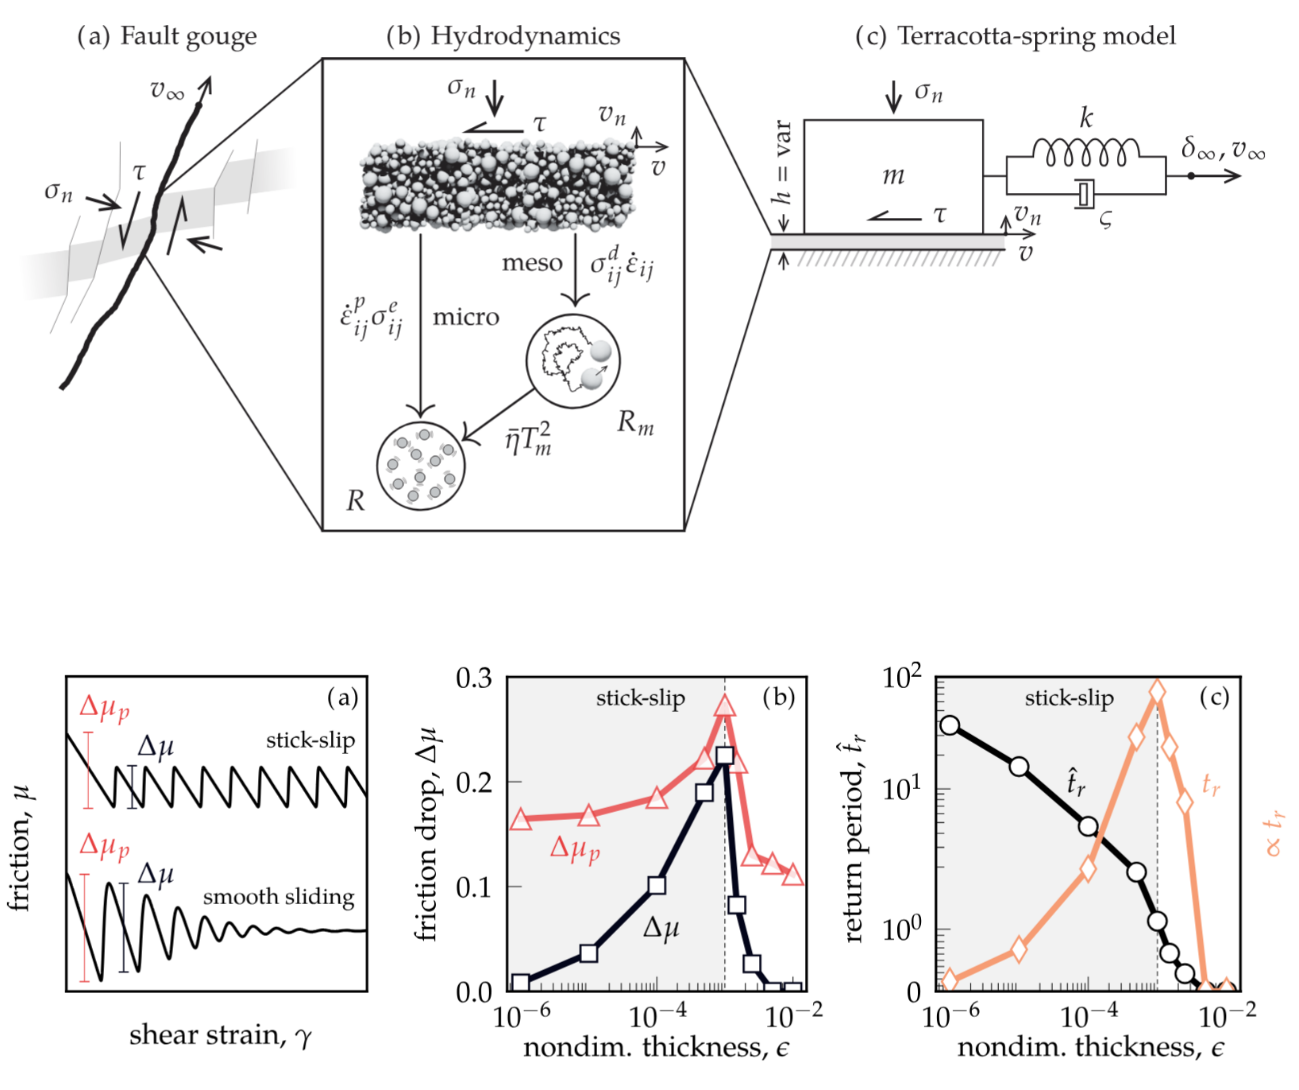 (a) Fault gouge
(b) Hydrodynamics
(c) Terracotta-spring model
v∞
τ
σn
σn
τ
vn
v
meso
σᵈij ε̇ij
ε̇ᵖij σᵉij
micro
Rm
η̄T²m
R
σn
h = var
m
τ
k
ς
δ∞, v∞
vn
v
(a)
Δμp
Δμ
stick-slip
Δμp
Δμ
smooth sliding
friction, μ
shear strain, γ
(b)
stick-slip
0.3
0.2
0.1
0.0
Δμp
Δμ
friction drop, Δμ
10⁻⁶
10⁻⁴
10⁻²
nondim. thickness, ϵ
(c)
stick-slip
10²
10¹
10⁰
0
t̂r
tr
return period, t̂r
∝ tr
10⁻⁶
10⁻⁴
10⁻²
nondim. thickness, ϵ